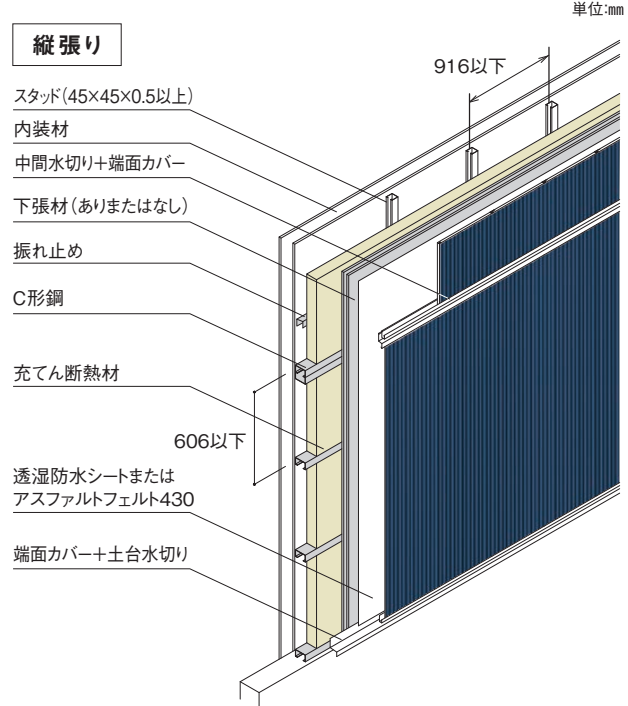 単位:㎜
縦張り
916以下
スタッド(45×45×0.5以上)
内装材
中間水切り+端面カバー
下張材(ありまたはなし)
振れ止め
C形鋼
充てん断熱材
606以下
透湿防水シートまたは
アスファルトフェルト430
端面カバー+土台水切り